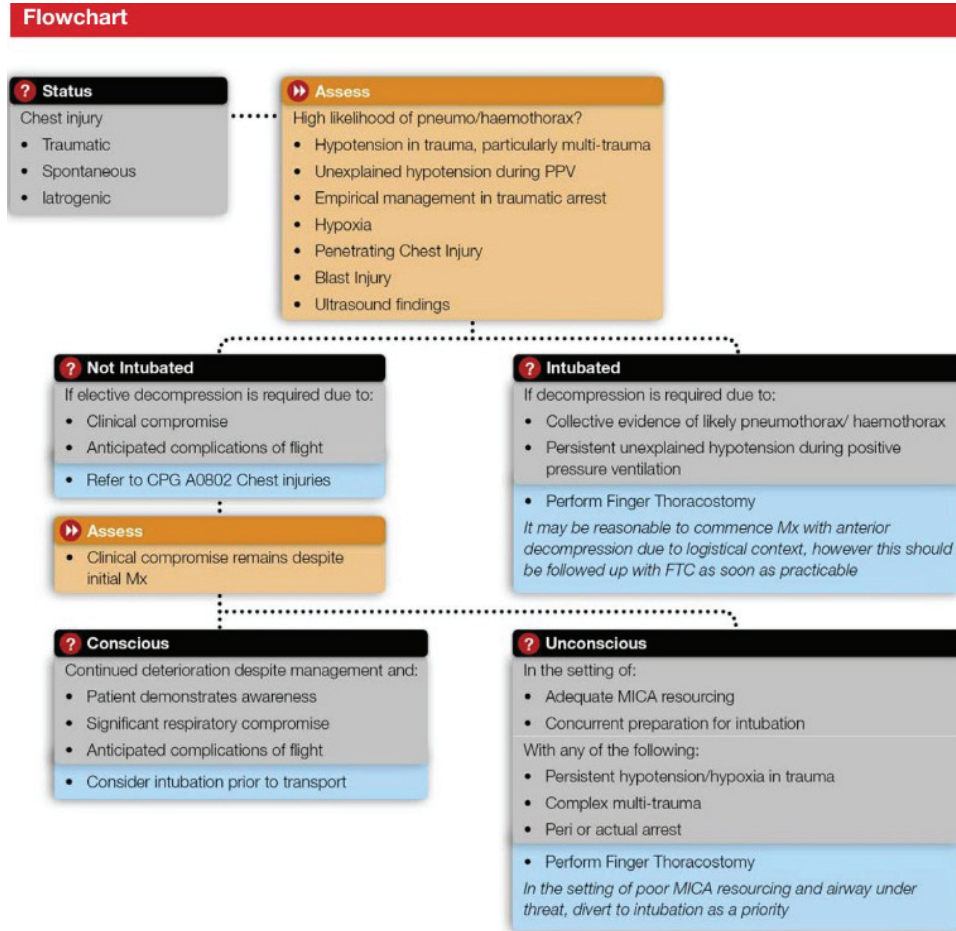 Flowchart
? Status
Chest injury
• Traumatic
• Spontaneous
• Iatrogenic
Assess
High likelihood of pneumo/haemothorax?
• Hypotension in trauma, particularly multi-trauma
• Unexplained hypotension during PPV
• Empirical management in traumatic arrest
• Hypoxia
• Penetrating Chest Injury
• Blast Injury
• Ultrasound findings
? Not Intubated
If elective decompression is required due to:
• Clinical compromise
• Anticipated complications of flight
• Refer to CPG A0802 Chest injuries
Assess
• Clinical compromise remains despite
initial Mx
? Intubated
If decompression is required due to:
• Collective evidence of likely pneumothorax/ haemothorax
• Persistent unexplained hypotension during positive
pressure ventilation
• Perform Finger Thoracostomy
It may be reasonable to commence Mx with anterior
decompression due to logistical context, however this should
be followed up with FTC as soon as practicable
? Conscious
Continued deterioration despite management and:
• Patient demonstrates awareness
• Significant respiratory compromise
• Anticipated complications of flight
• Consider intubation prior to transport
? Unconscious
In the setting of:
• Adequate MICA resourcing
• Concurrent preparation for intubation
With any of the following:
• Persistent hypotension/hypoxia in trauma
• Complex multi-trauma
• Peri or actual arrest
• Perform Finger Thoracostomy
In the setting of poor MICA resourcing and airway under
threat, divert to intubation as a priority